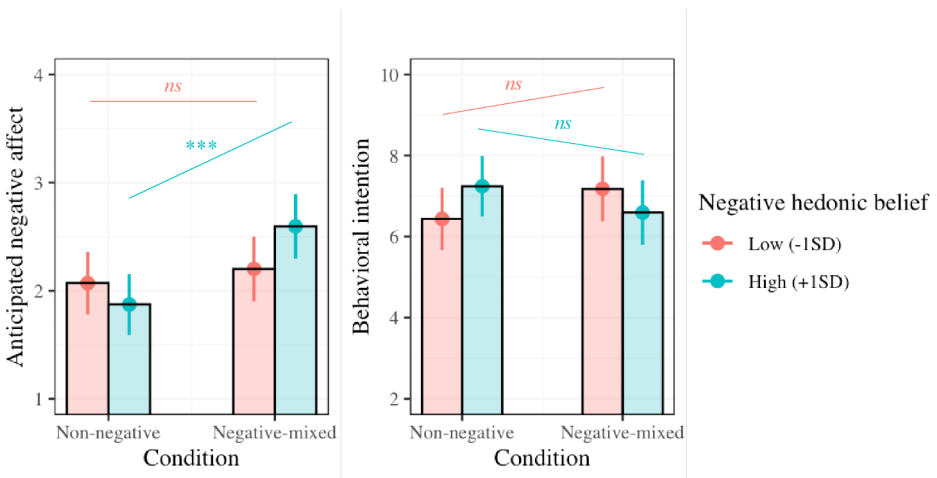 Anticipated negative affect
4
3
2
1
ns
***
Non-negative
Negative-mixed
Condition
Behavioral intention
10
8
6
4
2
ns
ns
Non-negative
Negative-mixed
Condition
Negative hedonic belief
Low (-1SD)
High (+1SD)